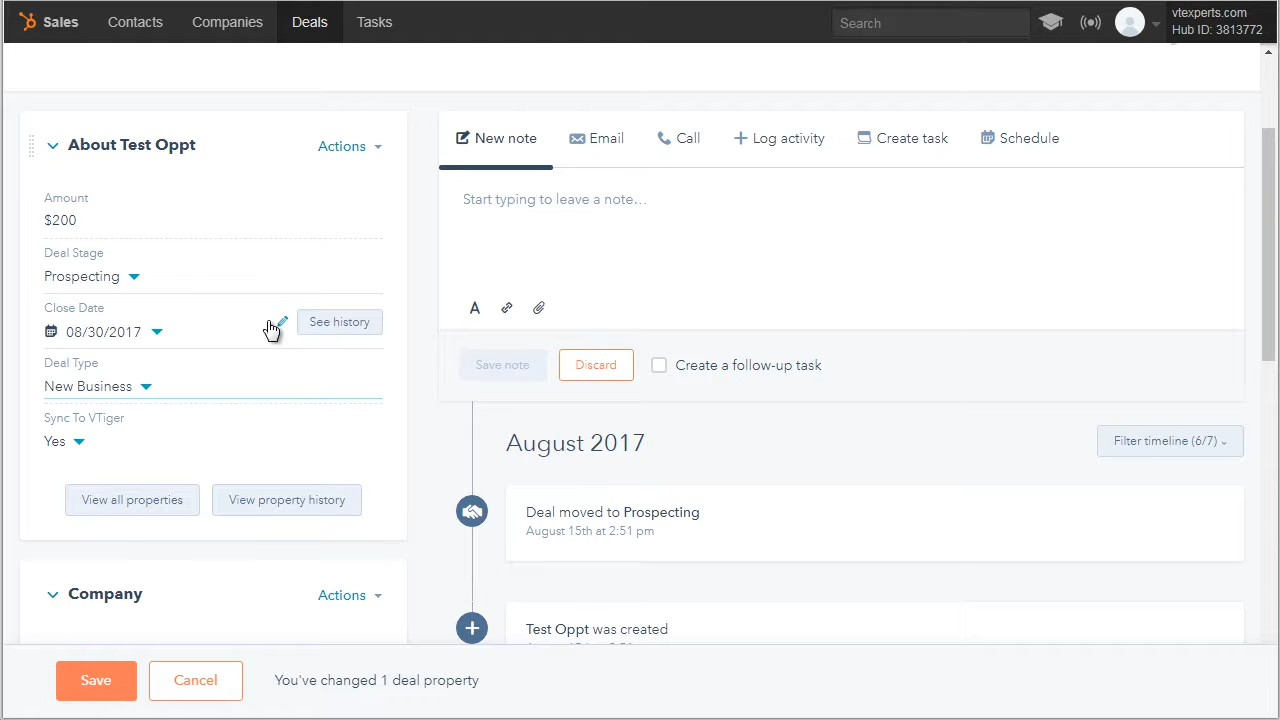 Sales Contacts Companies Deals Tasks Search vtexperts.com
Hub ID: 3813772
About Test Oppt Actions
Amount
$200
Deal Stage
Prospecting
Close Date
08/30/2017 See history
Deal Type
New Business
Sync To VTiger
Yes
View all properties View property history
Company Actions
New note Email Call Log activity Create task Schedule
Start typing to leave a note...
A
Save note Discard Create a follow-up task
August 2017 Filter timeline (6/7)
Deal moved to Prospecting
August 15th at 2:51 pm
Test Oppt was created
Save Cancel You've changed 1 deal property